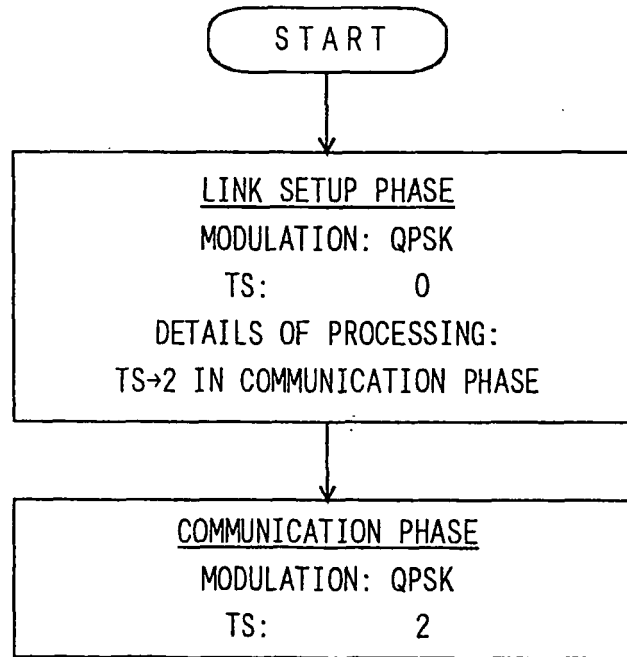 START
LINK SETUP PHASE
MODULATION: QPSK
TS: 0
DETAILS OF PROCESSING:
TS→2 IN COMMUNICATION PHASE
COMMUNICATION PHASE
MODULATION: QPSK
TS: 2